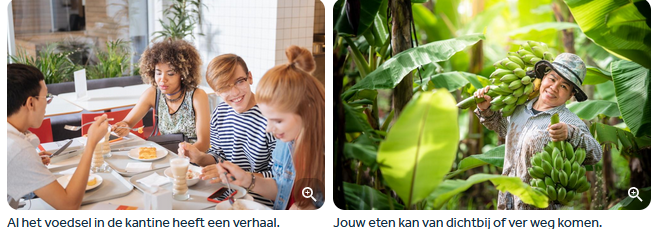 Al het voedsel in de kantine heeft een verhaal.
Jouw eten kan van dichtbij of ver weg komen.